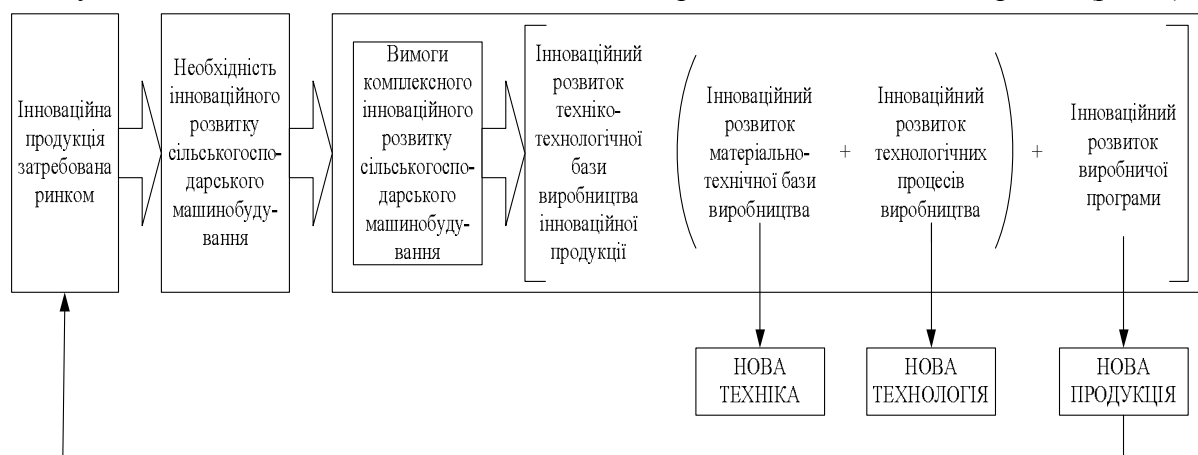 Інноваційна
продукція
затребована
ринком
Необхідність
інноваційного
розвитку
сільськогоспо-
дарського
машинобуду-
вання
Вимоги
комплексного
інноваційного
розвитку
сільськогоспо-
дарського
машинобуду-
вання
Інноваційний
розвиток
техніко-
технологічної
бази
виробництва
інноваційної
продукції
Інноваційний
розвиток
матеріально-
технічної бази
виробництва
+
Інноваційний
розвиток
технологічних
процесів
виробництва
+
Інноваційний
розвиток
виробничої
програми
НОВА
ТЕХНІКА
НОВА
ТЕХНОЛОГІЯ
НОВА
ПРОДУКЦІЯ